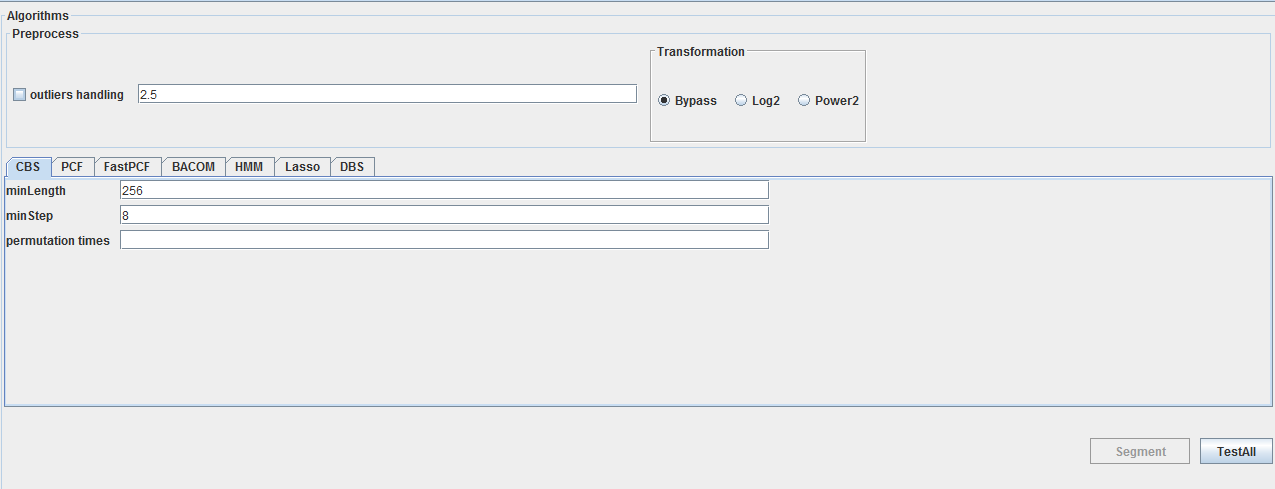 Algorithms
Preprocess
Transformation
outliers handling 2.5
Bypass Log2 Power2
CBS PCF FastPCF BACOM HMM Lasso DBS
minLength 256
minStep 8
permutation times
Segment TestAll